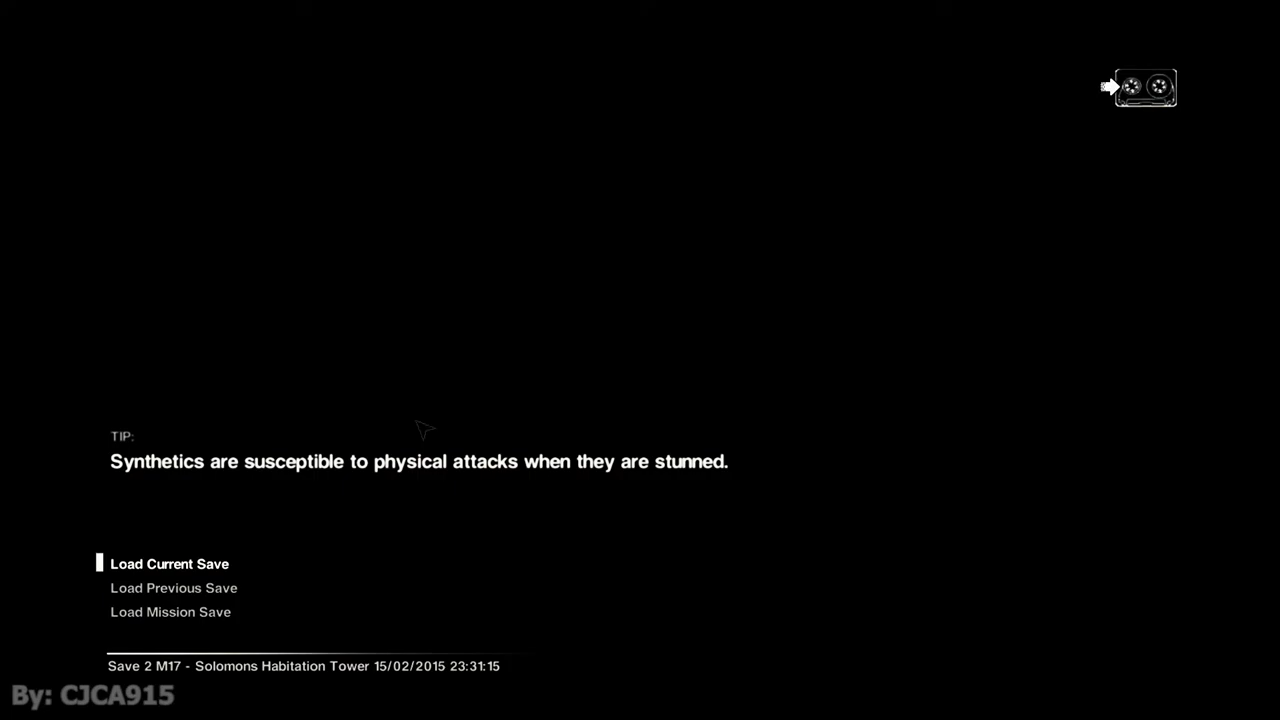 TIP:
Synthetics are susceptible to physical attacks when they are stunned.
Load Current Save
Load Previous Save
Load Mission Save
Save 2 M17 - Solomons Habitation Tower 15/02/2015 23:31:15
By: CJCA915